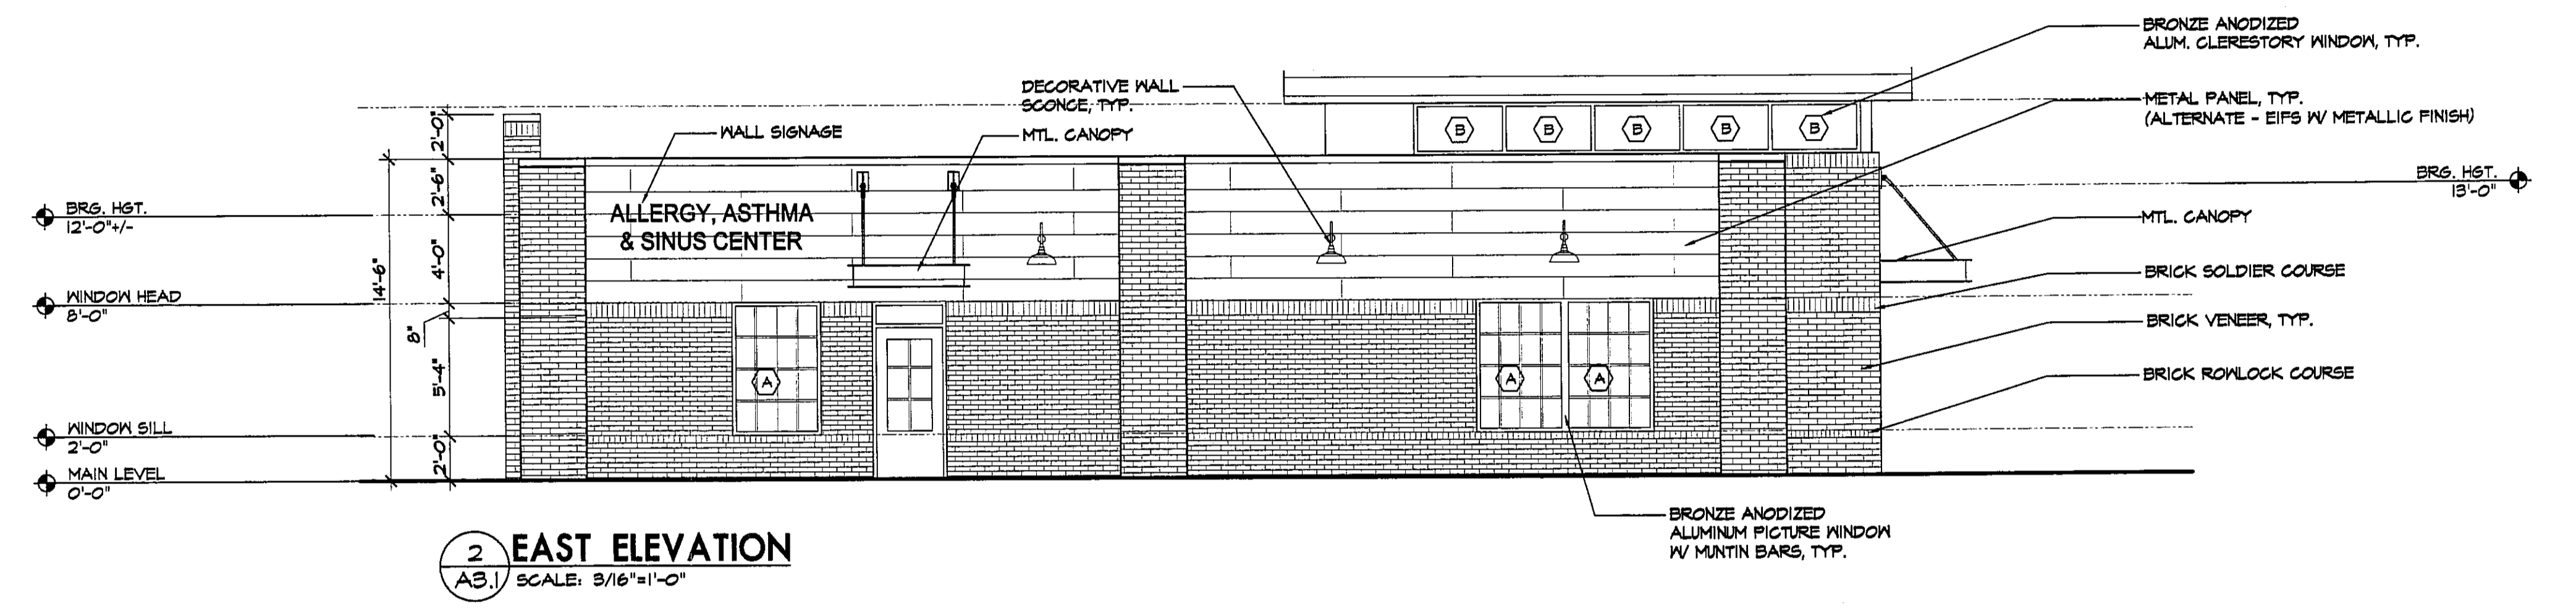 BRONZE ANODIZED
ALUM. CLERESTORY WINDOW, TYP.
DECORATIVE WALL
SCONCE, TYP.
METAL PANEL, TYP.
(ALTERNATE - EIFS W/ METALLIC FINISH)
WALL SIGNAGE
MTL. CANOPY
B
B
B
B
B
2'-0"
2'-6"
4'-0"
14'-6"
8"
5'-4"
2'-0"
BRG. HGT.
12'-0"+/-
BRG. HGT.
13'-0"
ALLERGY, ASTHMA
& SINUS CENTER
MTL. CANOPY
BRICK SOLDIER COURSE
WINDOW HEAD
8'-0"
BRICK VENEER, TYP.
BRICK ROWLOCK COURSE
A
A
A
WINDOW SILL
2'-0"
MAIN LEVEL
0'-0"
BRONZE ANODIZED
ALUMINUM PICTURE WINDOW
W/ MUNTIN BARS, TYP.
2
A3.1
EAST ELEVATION
SCALE: 3/16"=1'-0"